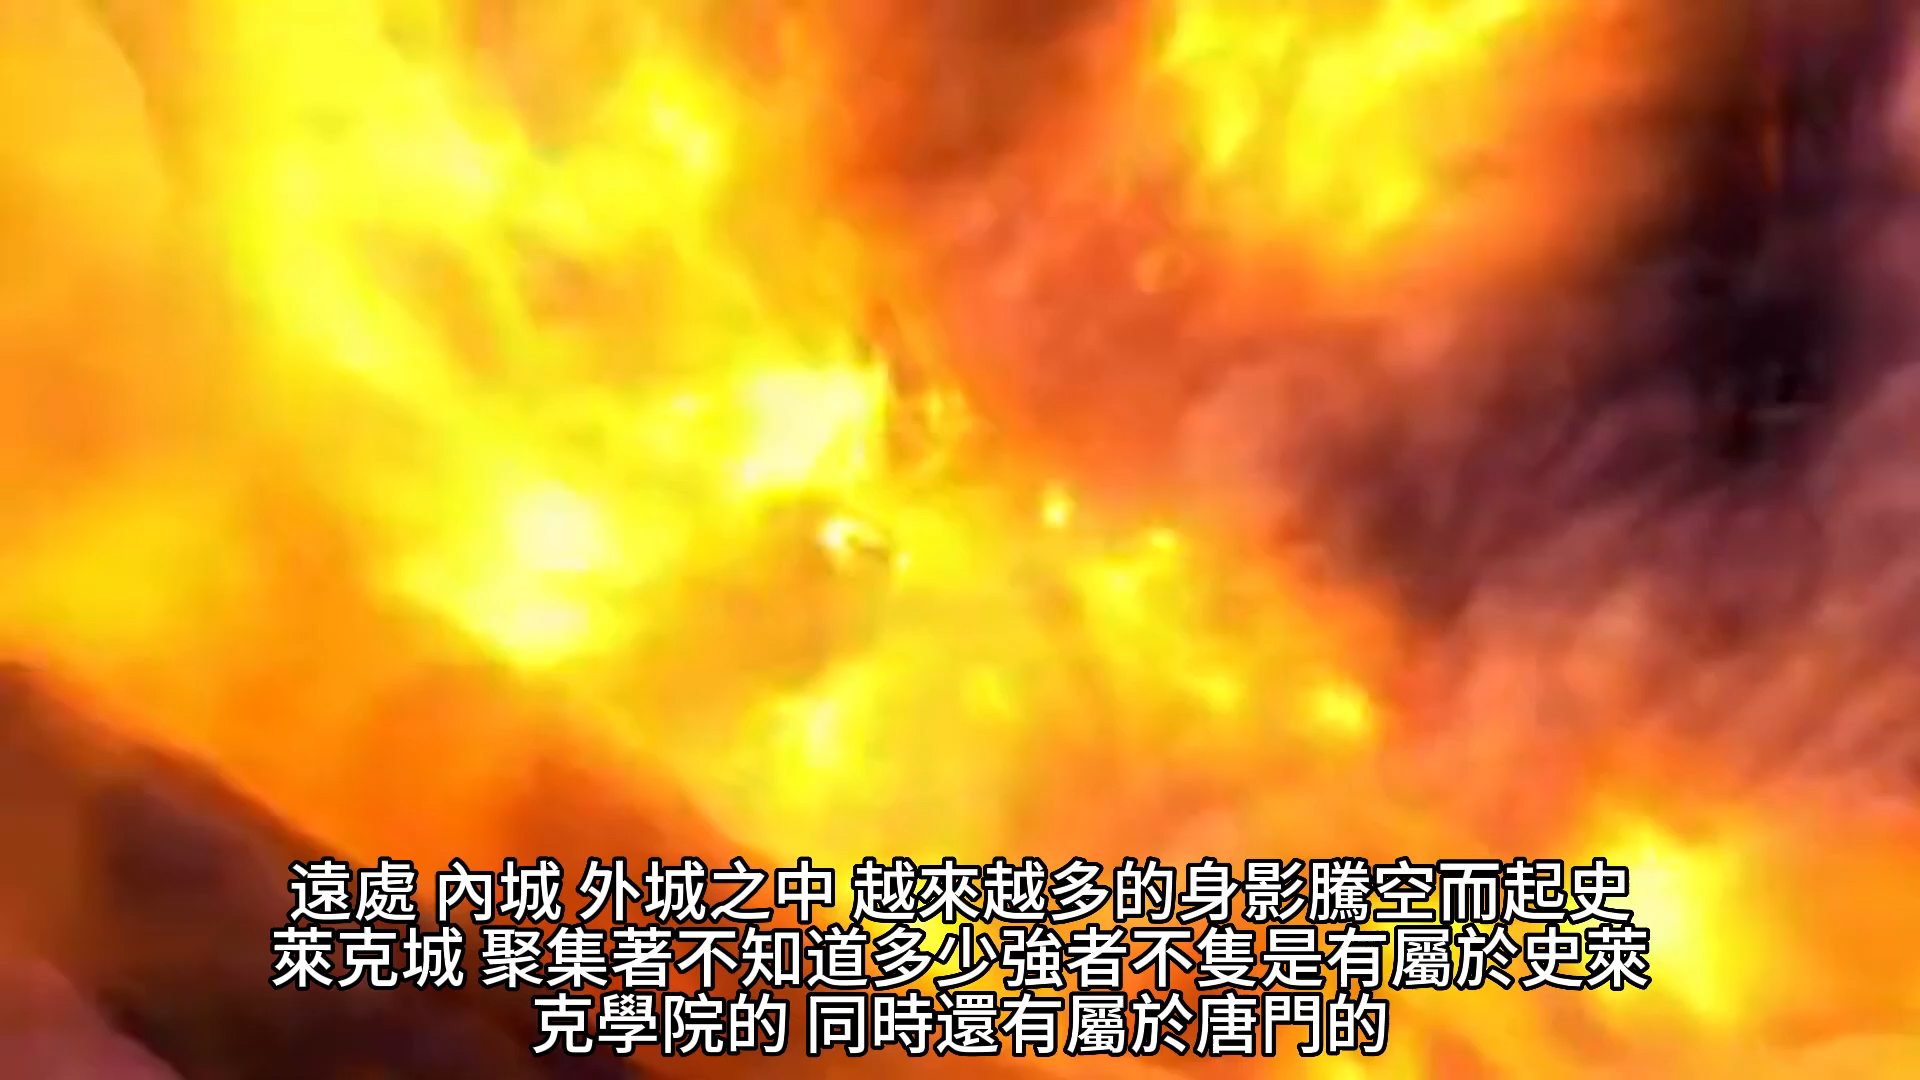 遠處 內城 外城之中 越來越多的身影騰空而起史
萊克城 聚集著不知道多少強者不隻是有屬於史萊
克學院的 同時還有屬於唐門的